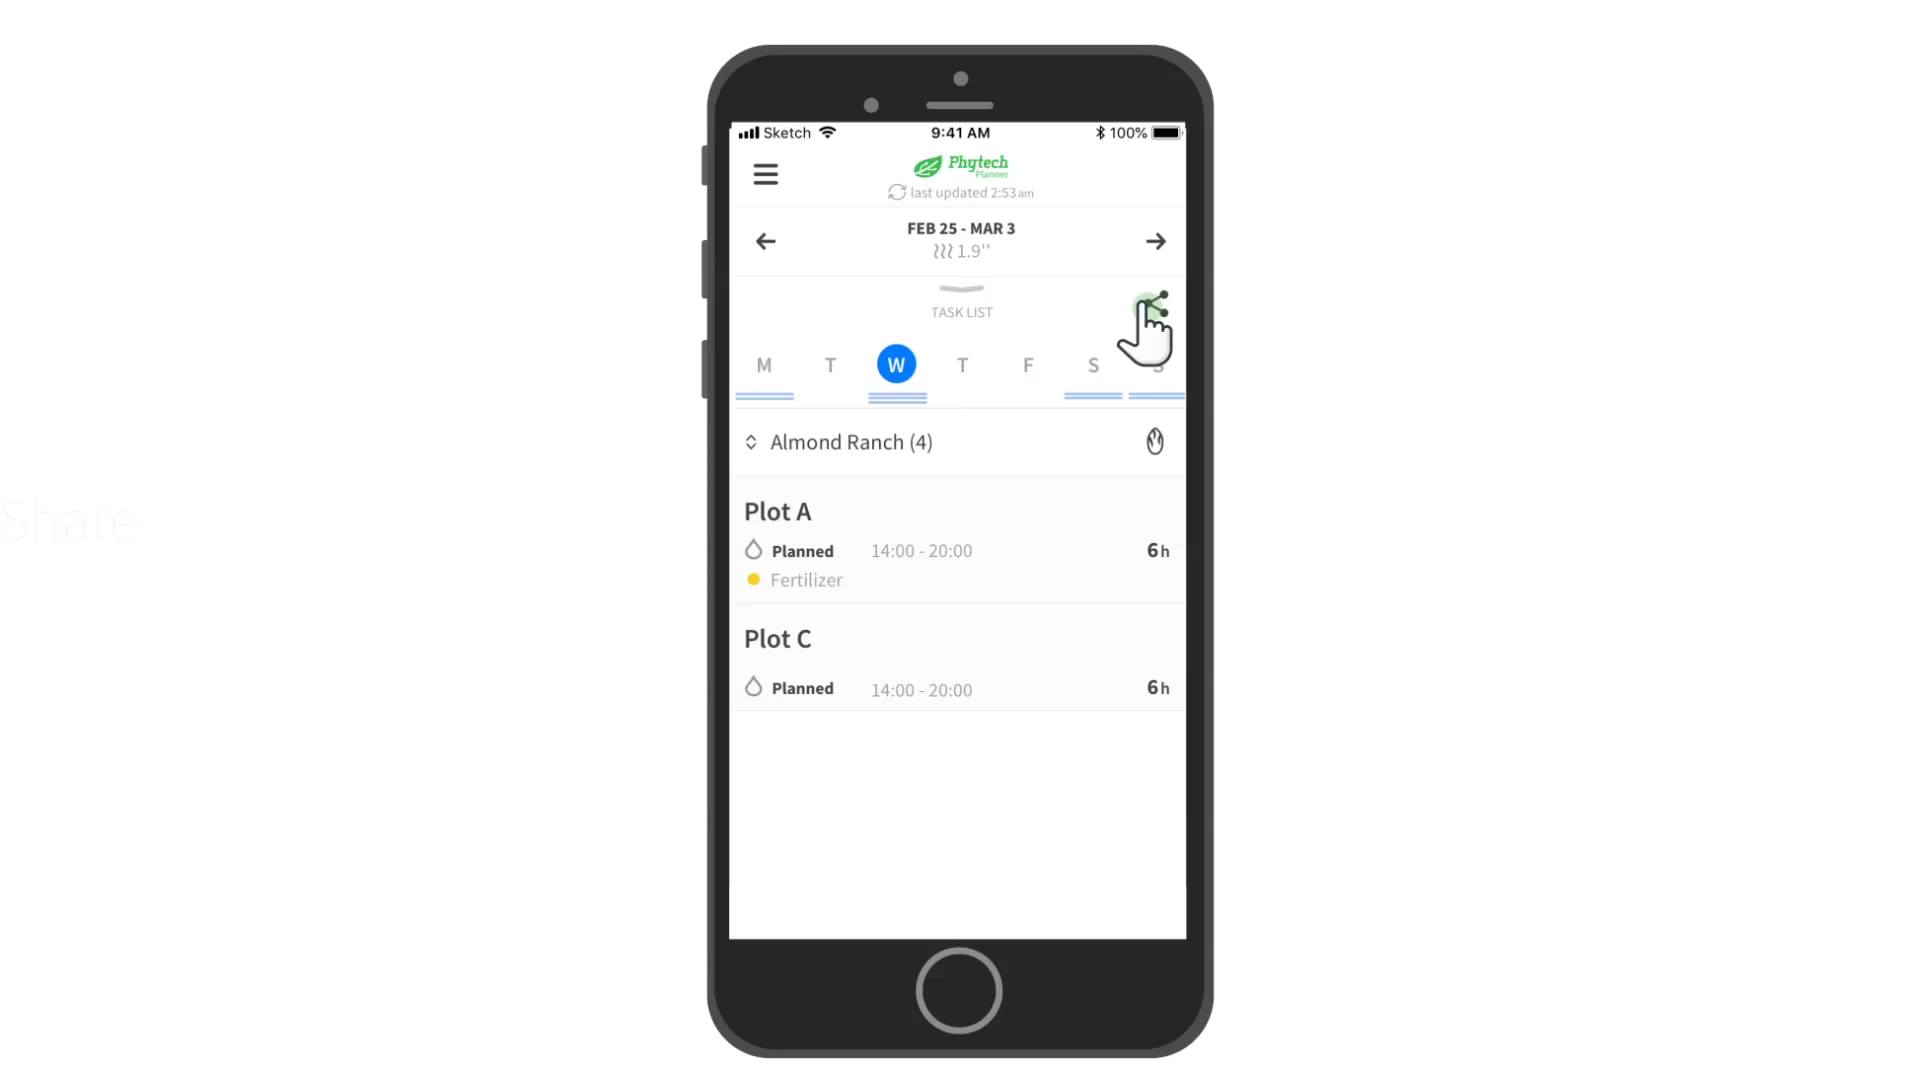 Sketch 9:41 AM 100%
Phytech
Planner
last updated 2:53 am
FEB 25 - MAR 3
1.9''
TASK LIST
M T W T F S S
Almond Ranch (4)
Plot A
Planned 14:00 - 20:00 6h
Fertilizer
Plot C
Planned 14:00 - 20:00 6h
Share